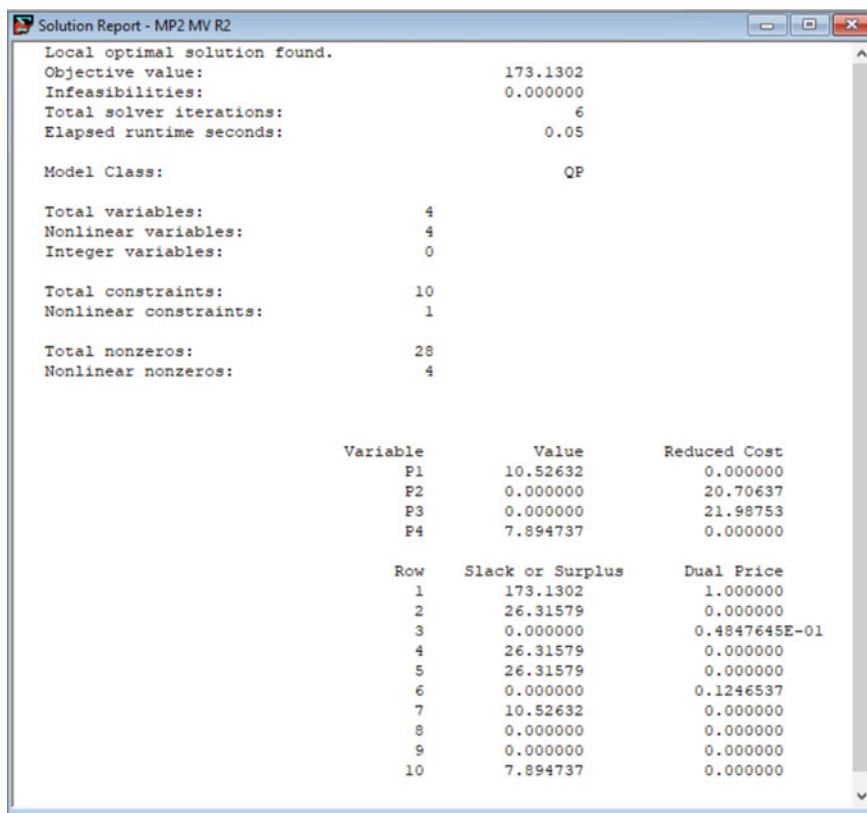 Solution Report - MP2 MV R2
Local optimal solution found.
Objective value: 173.1302
Infeasibilities: 0.000000
Total solver iterations: 6
Elapsed runtime seconds: 0.05
Model Class: QP
Total variables: 4
Nonlinear variables: 4
Integer variables: 0
Total constraints: 10
Nonlinear constraints: 1
Total nonzeros: 28
Nonlinear nonzeros: 4
Variable Value Reduced Cost
P1 10.52632 0.000000
P2 0.000000 20.70637
P3 0.000000 21.98753
P4 7.894737 0.000000
Row Slack or Surplus Dual Price
1 173.1302 1.000000
2 26.31579 0.000000
3 0.000000 0.4847645E-01
4 26.31579 0.000000
5 26.31579 0.000000
6 0.000000 0.1246537
7 10.52632 0.000000
8 0.000000 0.000000
9 0.000000 0.000000
10 7.894737 0.000000